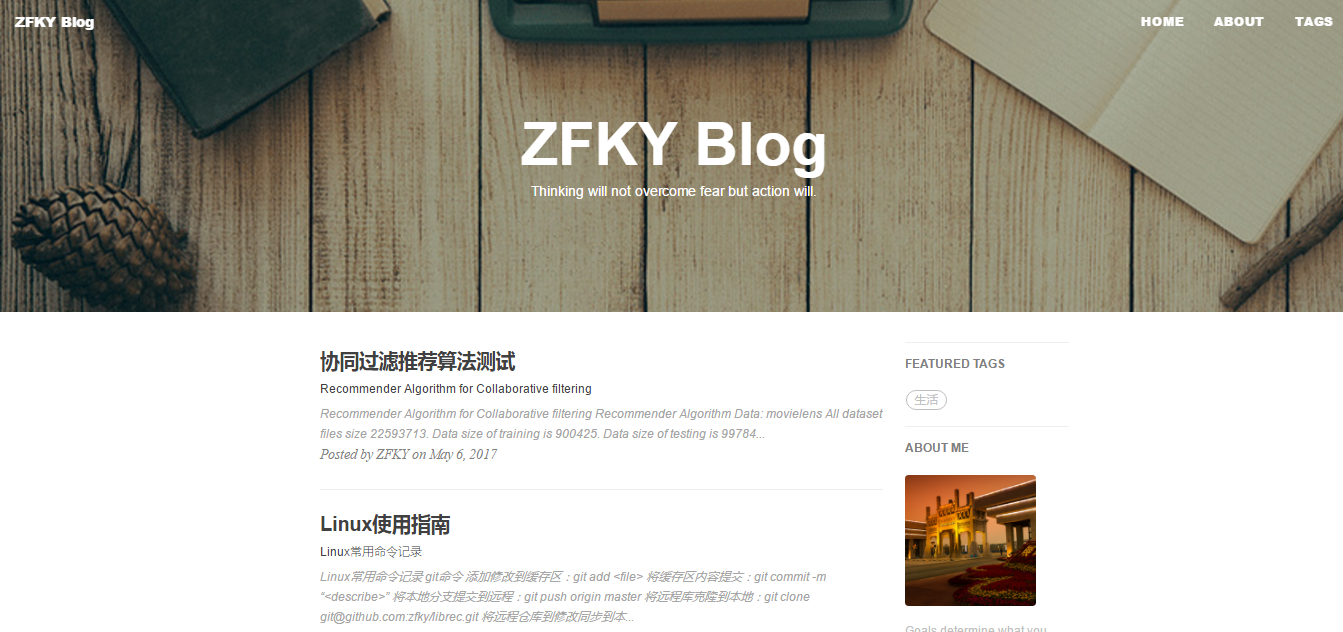 ZFKY Blog
HOME ABOUT TAGS
ZFKY Blog
Thinking will not overcome fear but action will.
协同过滤推荐算法测试
Recommender Algorithm for Collaborative filtering
Recommender Algorithm for Collaborative filtering Recommender Algorithm Data: movielens All dataset
files size 22593713. Data size of training is 900425. Data size of testing is 99784...
Posted by ZFKY on May 6, 2017
Linux使用指南
Linux常用命令记录
Linux常用命令记录 git命令 添加修改到缓存区：git add <file> 将缓存区内容提交：git commit -m
“<describe>” 将本地分支提交到远程：git push origin master 将远程库克隆到本地：git clone
git@github.com:zfky/librec.git 将远程仓库到修改同步到本...
FEATURED TAGS
生活
ABOUT ME
Goals determine what you